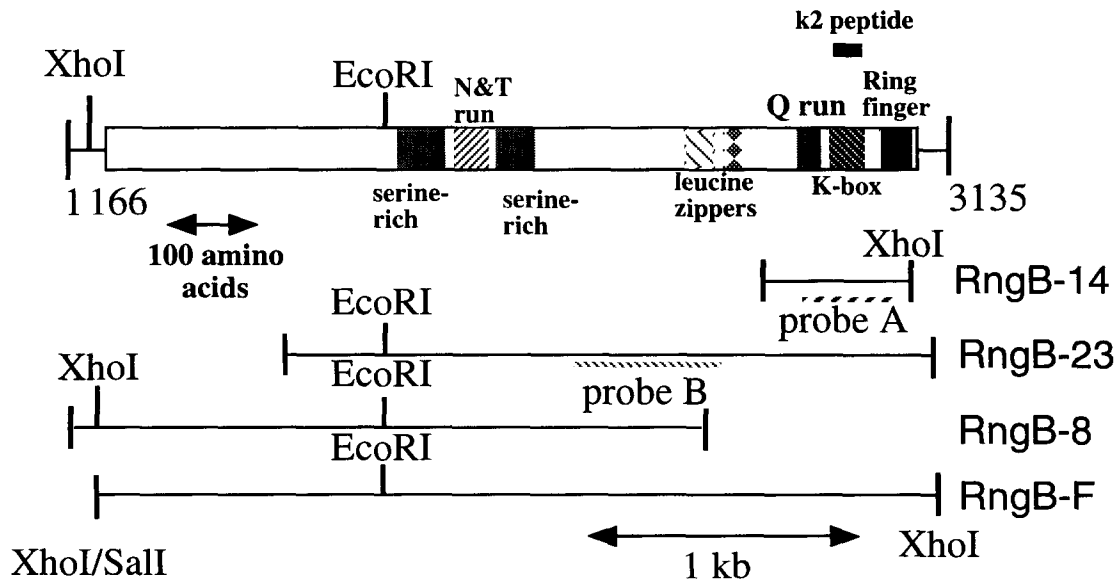 k2 peptide
XhoI
EcoRI
N&T
run
Q run
Ring
finger
serine-
rich
serine-
rich
leucine
zippers
K-box
1166
3135
100 amino
acids
XhoI
RngB-14
probe A
EcoRI
RngB-23
probe B
XhoI
EcoRI
RngB-8
EcoRI
RngB-F
XhoI/SalI
1 kb
XhoI